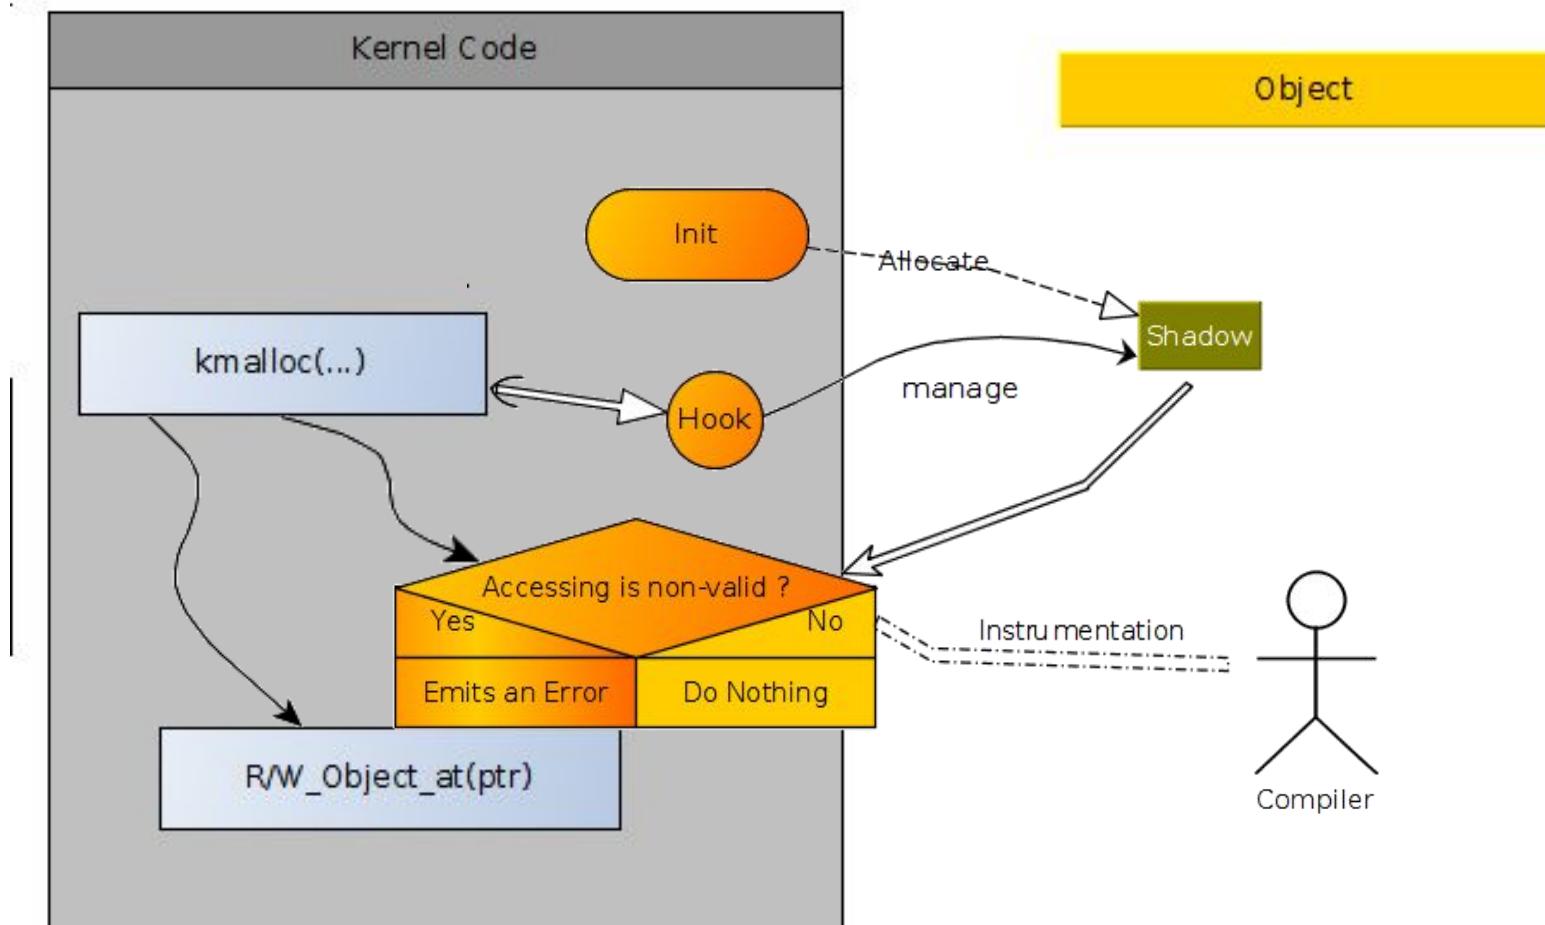 Kernel Code
Object
Init
Allocate
Shadow
kmalloc(...)
Hook
manage
Accessing is non-valid ?
Yes
No
Instrumentation
Emits an Error
Do Nothing
R/W_Object_at(ptr)
Compiler